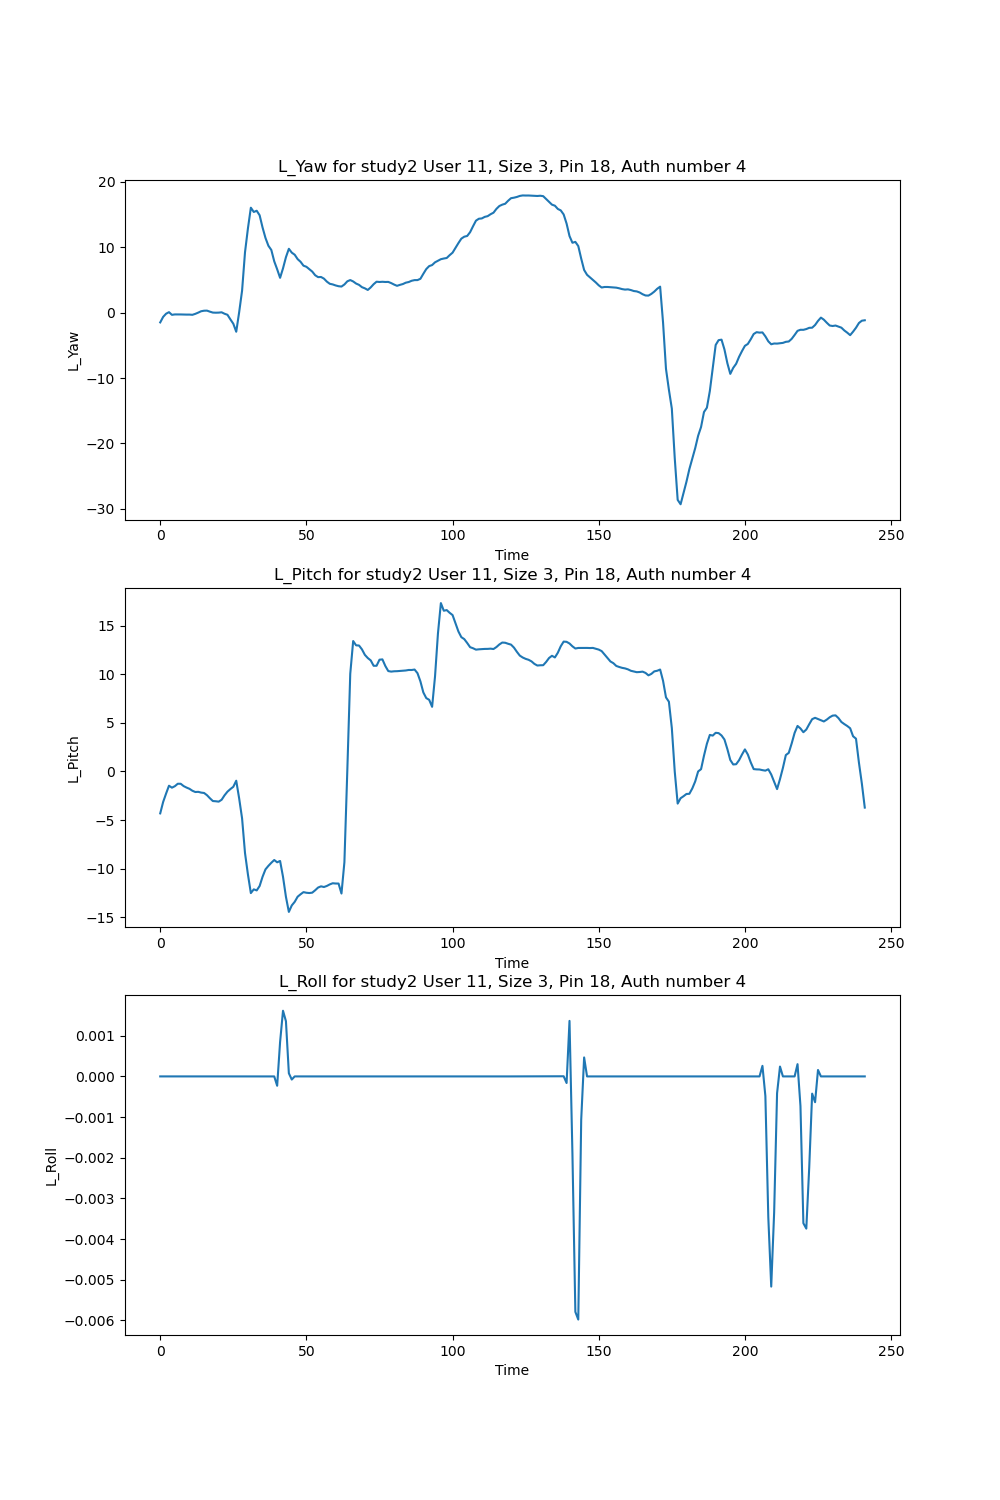 L_Yaw for study2 User 11, Size 3, Pin 18, Auth number 4
20
10
0
−10
−20
−30
L_Yaw
0 50 100 150 200 250
Time
L_Pitch for study2 User 11, Size 3, Pin 18, Auth number 4
15
10
5
0
−5
−10
−15
L_Pitch
0 50 100 150 200 250
Time
L_Roll for study2 User 11, Size 3, Pin 18, Auth number 4
0.001
0.000
−0.001
−0.002
−0.003
−0.004
−0.005
−0.006
L_Roll
0 50 100 150 200 250
Time